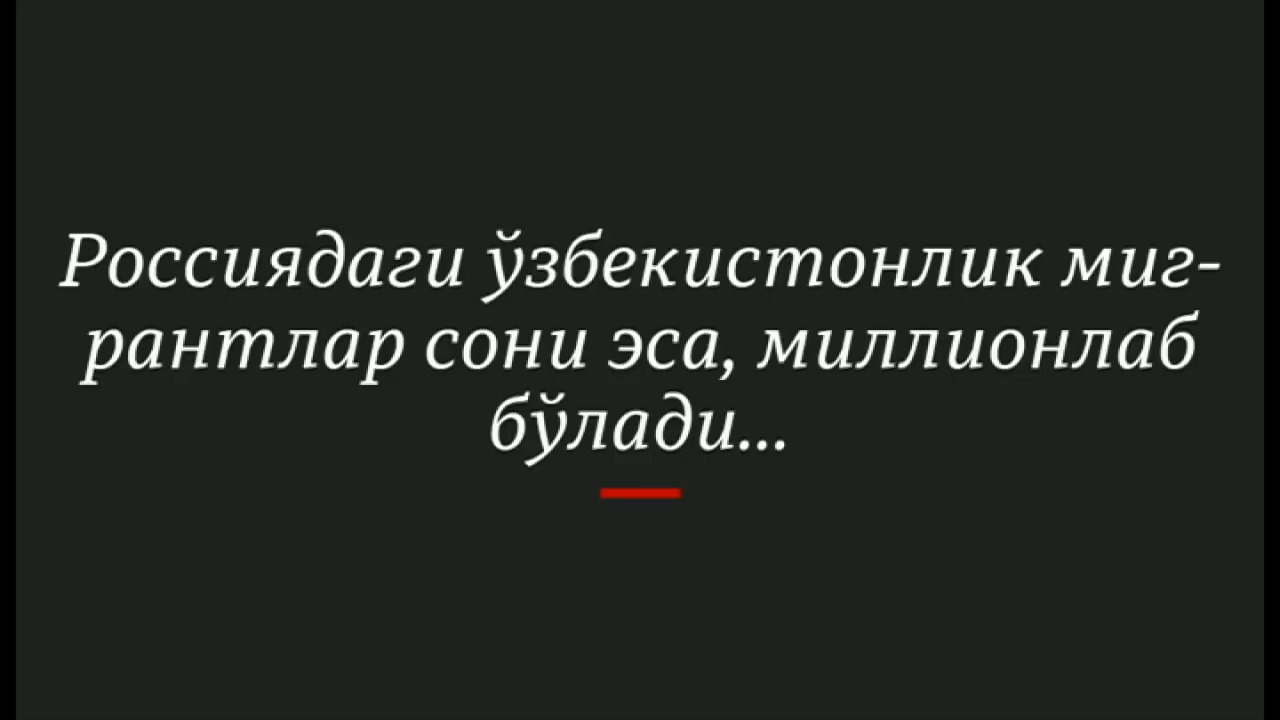 Россиядаги ўзбекистонлик миг-
рантлар сони эса, миллионлаб
бўлади...